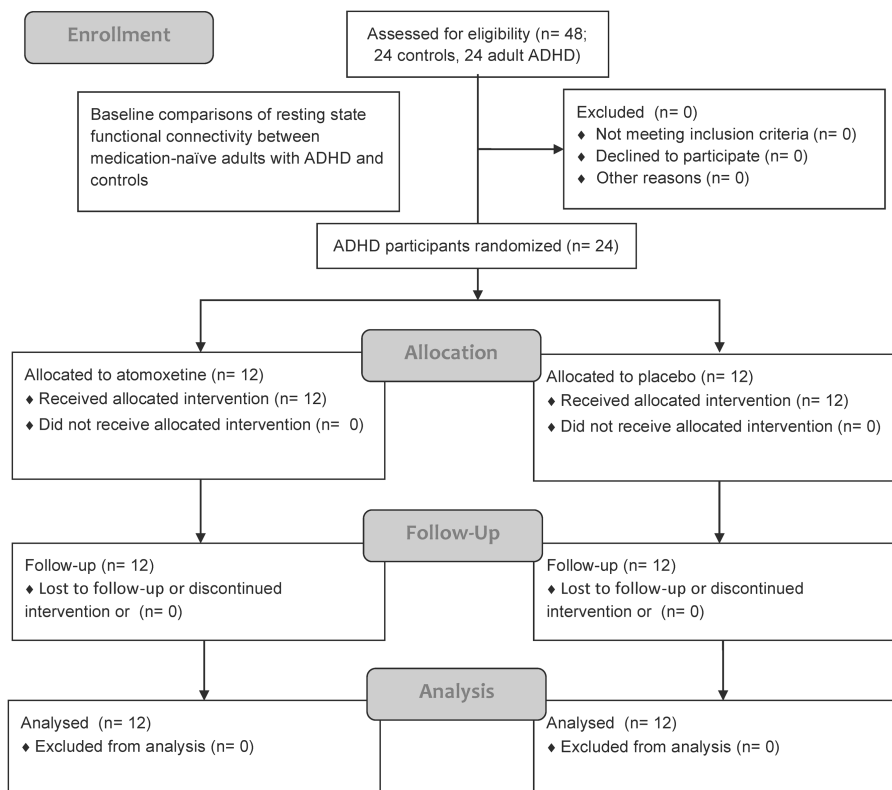 Enrollment
Assessed for eligibility (n= 48;
24 controls, 24 adult ADHD)
Baseline comparisons of resting state
functional connectivity between
medication-naïve adults with ADHD and
controls
Excluded (n= 0)
♦ Not meeting inclusion criteria (n= 0)
♦ Declined to participate (n= 0)
♦ Other reasons (n= 0)
ADHD participants randomized (n= 24)
Allocation
Allocated to atomoxetine (n= 12)
♦ Received allocated intervention (n= 12)
♦ Did not receive allocated intervention (n= 0)
Allocated to placebo (n= 12)
♦ Received allocated intervention (n= 12)
♦ Did not receive allocated intervention (n= 0)
Follow-Up
Follow-up (n= 12)
♦ Lost to follow-up or discontinued
intervention or (n= 0)
Follow-up (n= 12)
♦ Lost to follow-up or discontinued
intervention or (n= 0)
Analysis
Analysed (n= 12)
♦ Excluded from analysis (n= 0)
Analysed (n= 12)
♦ Excluded from analysis (n= 0)